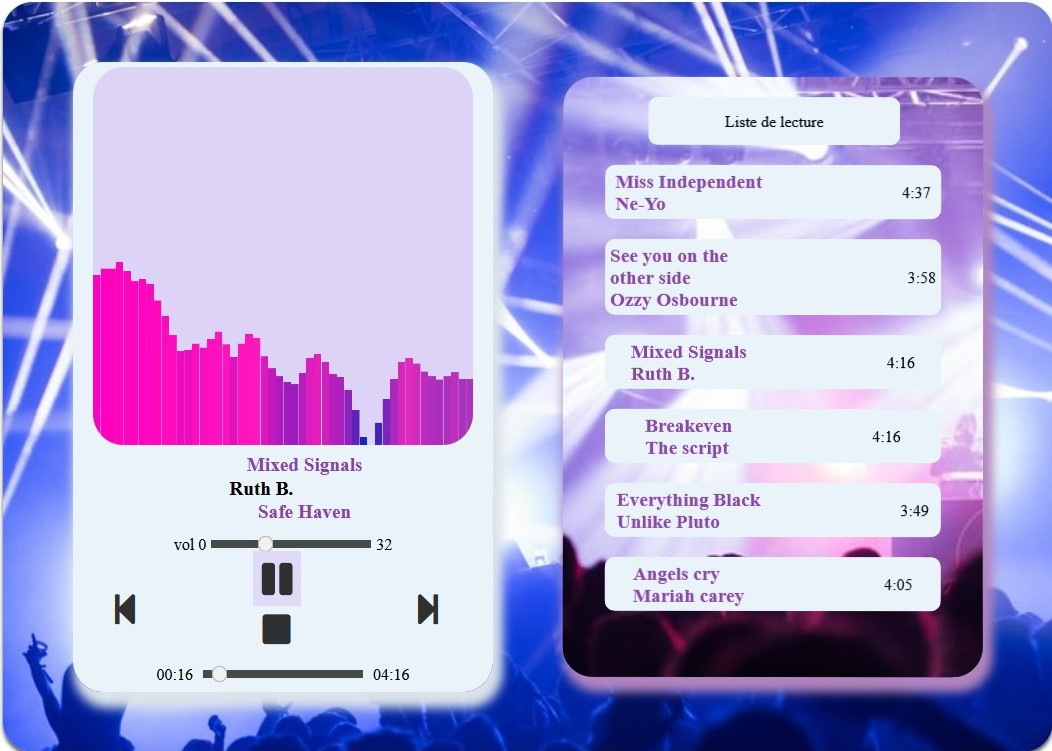 Mixed Signals
Ruth B.
Safe Haven
vol 0 32
00:16 04:16
Liste de lecture
Miss Independent
Ne-Yo
4:37
See you on the
other side
Ozzy Osbourne
3:58
Mixed Signals
Ruth B.
4:16
Breakeven
The script
4:16
Everything Black
Unlike Pluto
3:49
Angels cry
Mariah carey
4:05